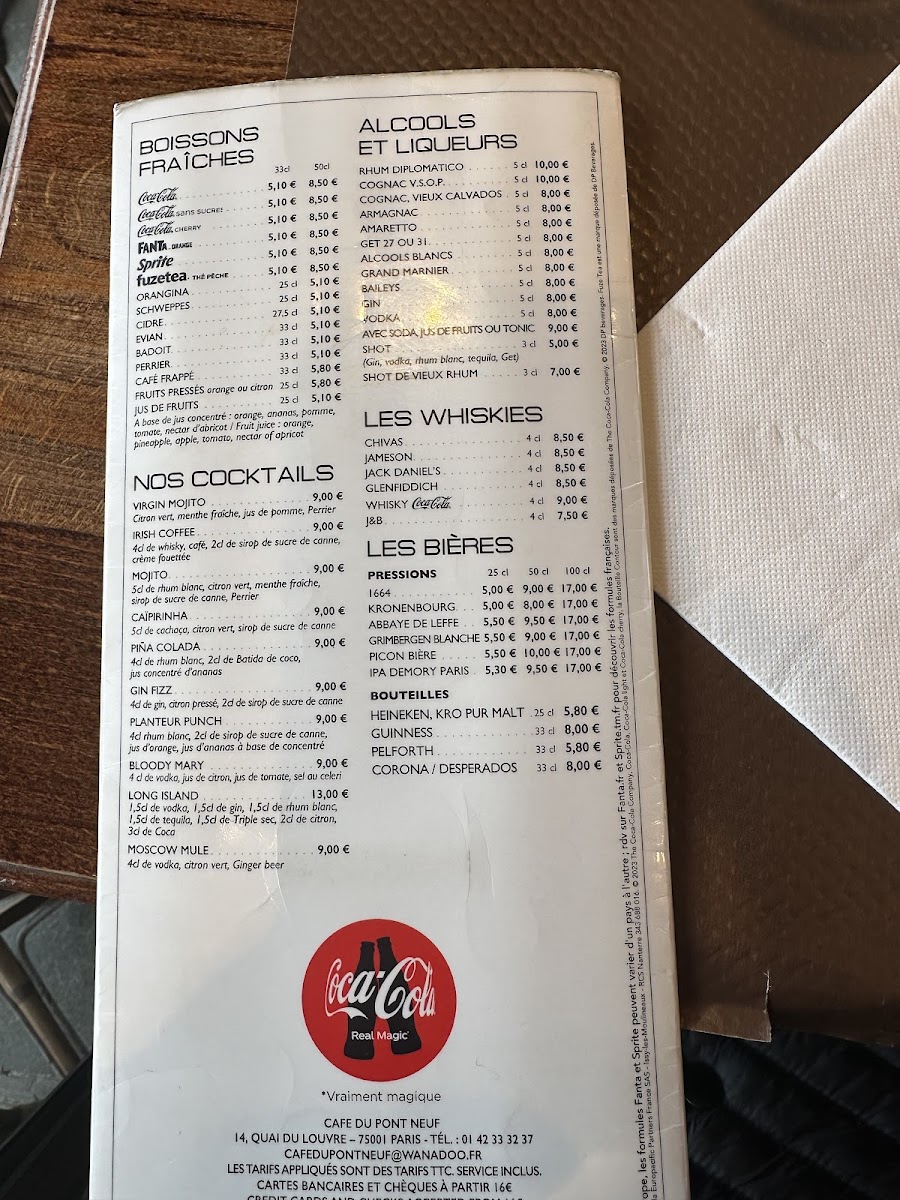 BOISSONS
FRAÎCHES
33cl 50cl
Coca-Cola 5,10 € 8,50 €
Coca-Cola sans sucres 5,10 € 8,50 €
Coca-Cola CHERRY 5,10 € 8,50 €
FANTA ORANGE 5,10 € 8,50 €
Sprite 5,10 € 8,50 €
fuzetea THÉ PÊCHE 5,10 € 8,50 €
ORANGINA 25 cl 5,10 €
SCHWEPPES 25 cl 5,10 €
CIDRE 27,5 cl 5,10 €
EVIAN 33 cl 5,10 €
BADOIT 33 cl 5,10 €
PERRIER 33 cl 5,10 €
CAFÉ FRAPPÉ 33 cl 5,80 €
FRUITS PRESSÉS orange ou citron 25 cl 5,80 €
JUS DE FRUITS 25 cl 5,10 €
A base de jus concentré : orange, ananas, pomme,
tomate, nectar d'abricot / Fruit juice : orange,
pineapple, apple, tomato, nectar of apricot
NOS COCKTAILS
VIRGIN MOJITO 9,00 €
Citron vert, menthe fraîche, jus de pomme, Perrier
IRISH COFFEE 9,00 €
4cl de whisky, café, 2cl de sirop de sucre de canne,
crème fouettée
MOJITO 9,00 €
5cl de rhum blanc, citron vert, menthe fraîche,
sirop de sucre de canne, Perrier
CAÏPIRINHA 9,00 €
5cl de cachaça, citron vert, sirop de sucre de canne
PIÑA COLADA 9,00 €
4cl de rhum blanc, 2cl de Batida de coco,
jus concentré d'ananas
GIN FIZZ 9,00 €
4cl de gin, citron pressé, 2cl de sirop de sucre de canne
PLANTEUR PUNCH 9,00 €
4cl rhum blanc, 2cl de sirop de sucre de canne,
jus d'orange, jus d'ananas à base de concentré
BLOODY MARY 9,00 €
4 cl de vodka, jus de citron, jus de tomate, sel au celeri
LONG ISLAND 13,00 €
1,5cl de vodka, 1,5cl de gin, 1,5cl de rhum blanc,
1,5cl de tequila, 1,5cl de Triple sec, 2cl de citron,
3cl de Coca
MOSCOW MULE 9,00 €
4cl de vodka, citron vert, Ginger beer
ALCOOLS
ET LIQUEURS
RHUM DIPLOMATICO 5 cl 10,00 €
COGNAC V.S.O.P. 5 cl 10,00 €
COGNAC, VIEUX CALVADOS 5 cl 8,00 €
ARMAGNAC 5 cl 8,00 €
AMARETTO 5 cl 8,00 €
GET 27 OU 31 5 cl 8,00 €
ALCOOLS BLANCS 5 cl 8,00 €
GRAND MARNIER 5 cl 8,00 €
BAILEYS 5 cl 8,00 €
GIN 5 cl 8,00 €
VODKA 5 cl 8,00 €
AVEC SODA, JUS DE FRUITS OU TONIC 9,00 €
SHOT 3 cl 5,00 €
(Gin, vodka, rhum blanc, tequila, Get)
SHOT DE VIEUX RHUM 3 cl 7,00 €
LES WHISKIES
CHIVAS 4 cl 8,50 €
JAMESON 4 cl 8,50 €
JACK DANIEL'S 4 cl 8,50 €
GLENFIDDICH 4 cl 8,50 €
WHISKY Coca-Cola 4 cl 9,00 €
J&B 4 cl 7,50 €
LES BIÈRES
PRESSIONS 25 cl 50 cl 100 cl
1664 5,00 € 9,00 € 17,00 €
KRONENBOURG 5,00 € 8,00 € 17,00 €
ABBAYE DE LEFFE 5,50 € 9,50 € 17,00 €
GRIMBERGEN BLANCHE 5,50 € 9,00 € 17,00 €
PICON BIÈRE 5,50 € 10,00 € 17,00 €
IPA DEMORY PARIS 5,30 € 9,50 € 17,00 €
BOUTEILLES
HEINEKEN, KRO PUR MALT 25 cl 5,80 €
GUINNESS 33 cl 8,00 €
PELFORTH 33 cl 5,80 €
CORONA / DESPERADOS 33 cl 8,00 €
Coca-Cola
Real Magic*
*Vraiment magique
CAFE DU PONT NEUF
14, QUAI DU LOUVRE – 75001 PARIS - TÉL. : 01 42 33 32 37
CAFEDUPONTNEUF@WANADOO.FR
LES TARIFS APPLIQUÉS SONT DES TARIFS TTC. SERVICE INCLUS.
CARTES BANCAIRES ET CHÈQUES À PARTIR 16€
ope, les formules Fanta et Sprite peuvent varier d'un pays à l'autre ; rdv sur Fanta.fr et Sprite.tm.fr pour découvrir les formules françaises.